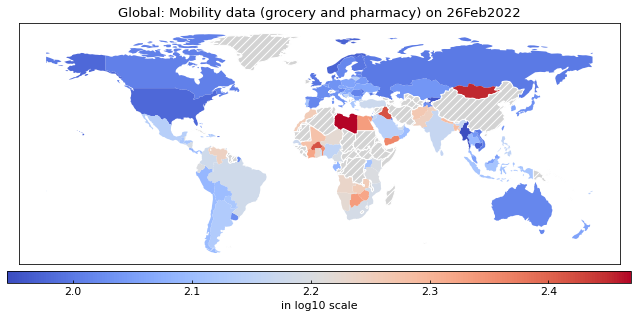 Global: Mobility data (grocery and pharmacy) on 26Feb2022
2.0 2.1 2.2 2.3 2.4
in log10 scale